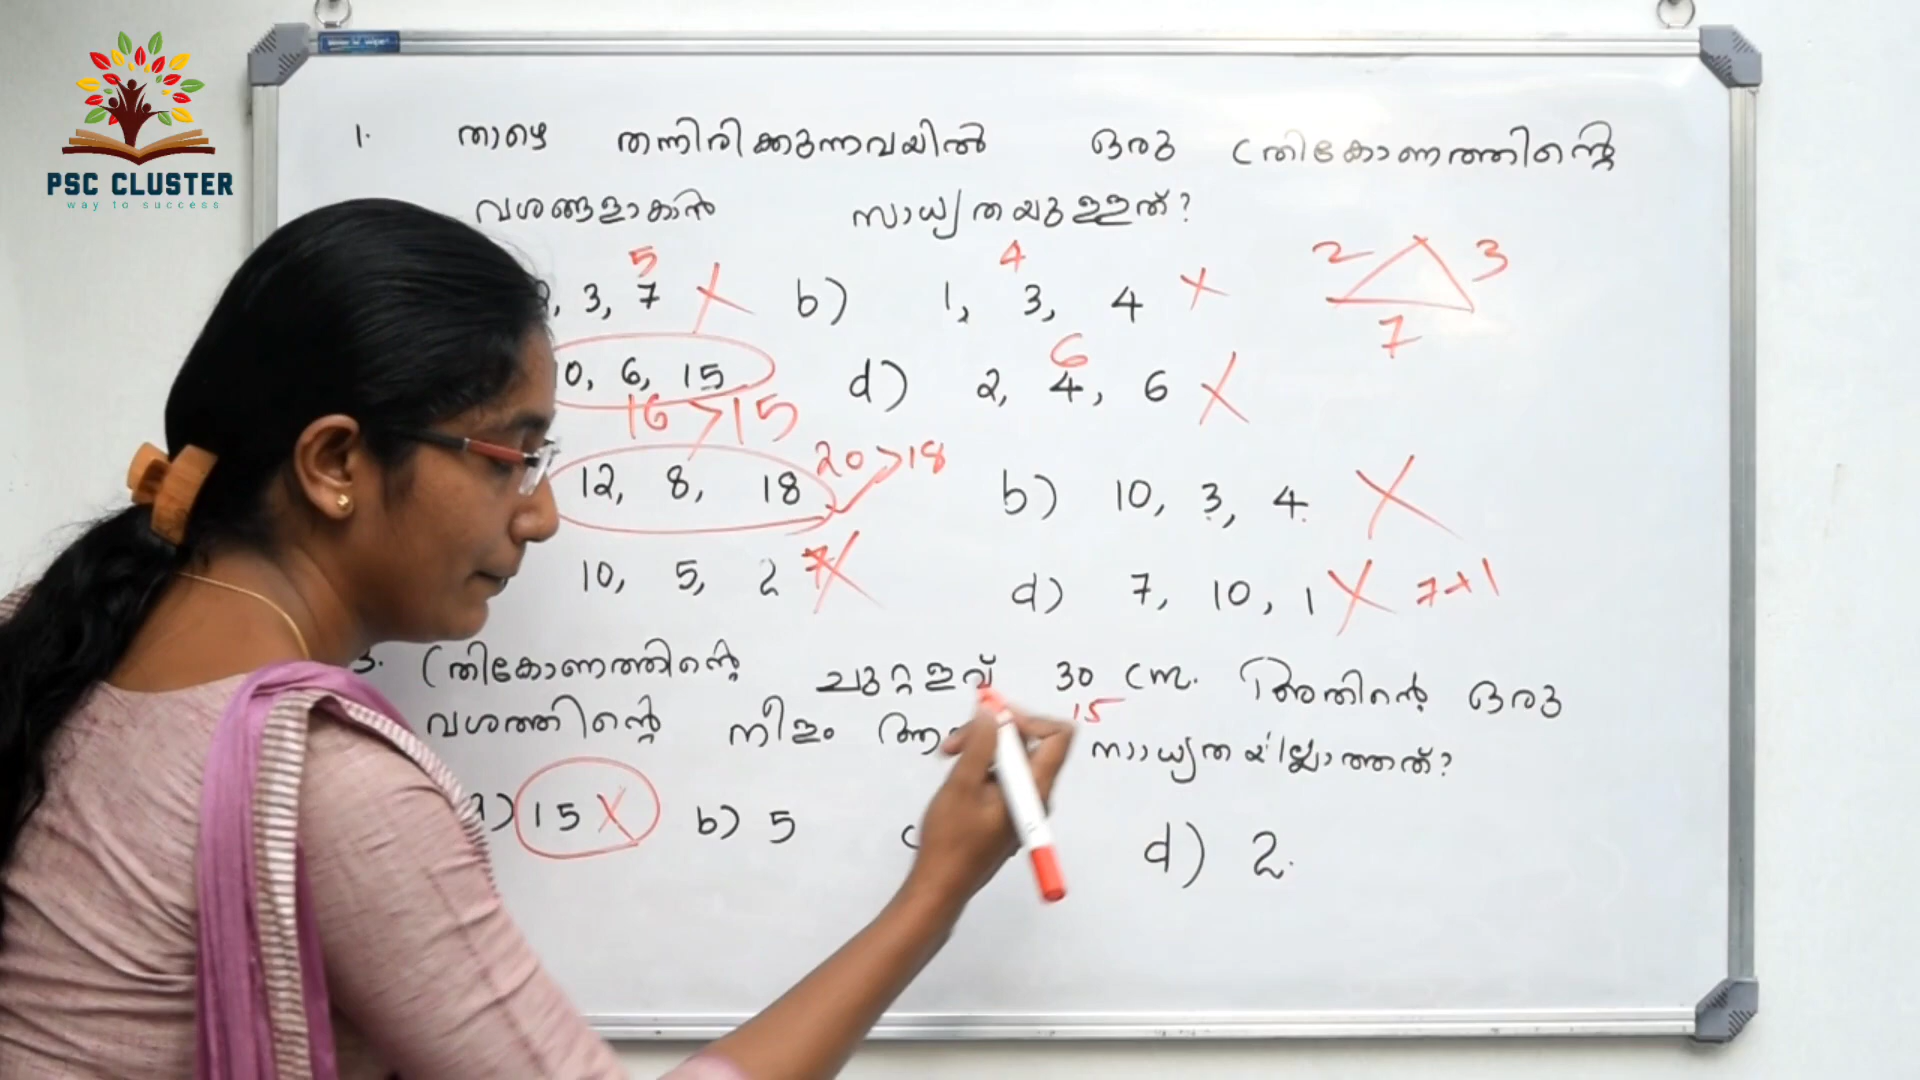 PSC CLUSTER
way to success
1. താഴെ തന്നിരിക്കുന്നവയിൽ ഒരു ത്രികോണത്തിന്റെ
വശങ്ങളാകാൻ സാധ്യതയുള്ളത്?
5 4 2 3
, 3, 7 X b) 1, 3, 4 X 7
6
0, 6, 15 d) 2, 4, 6 X
16 > 15
20 > 18
12, 8, 18 b) 10, 3, 4 X
10, 5, 2 7 X d) 7, 10, 1 X 7+1
3. ത്രികോണത്തിന്റെ ചുറ്റളവ് 30 cm. അതിന്റെ ഒരു
15
വശത്തിന്റെ നീളം ആ സാധ്യതയില്ലാത്തത്?
a) 15 X b) 5 c d) 2.